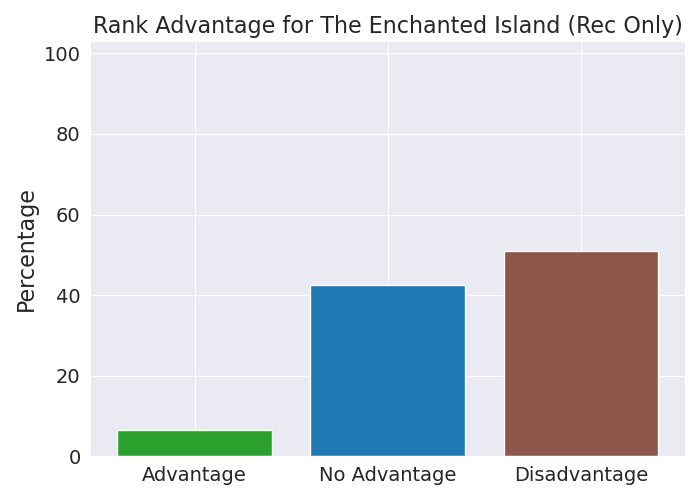 Rank Advantage for The Enchanted Island (Rec Only)
100
80
60
40
20
0
Percentage
Advantage No Advantage Disadvantage